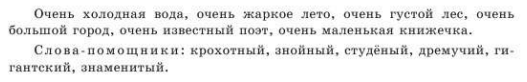 Очень холодная вода, очень жаркое лето, очень густой лес, очень
большой город, очень известный поэт, очень маленькая книжечка.
Слова-помощники: крохотный, знойный, студёный, дремучий, ги-
гантский, знаменитый.